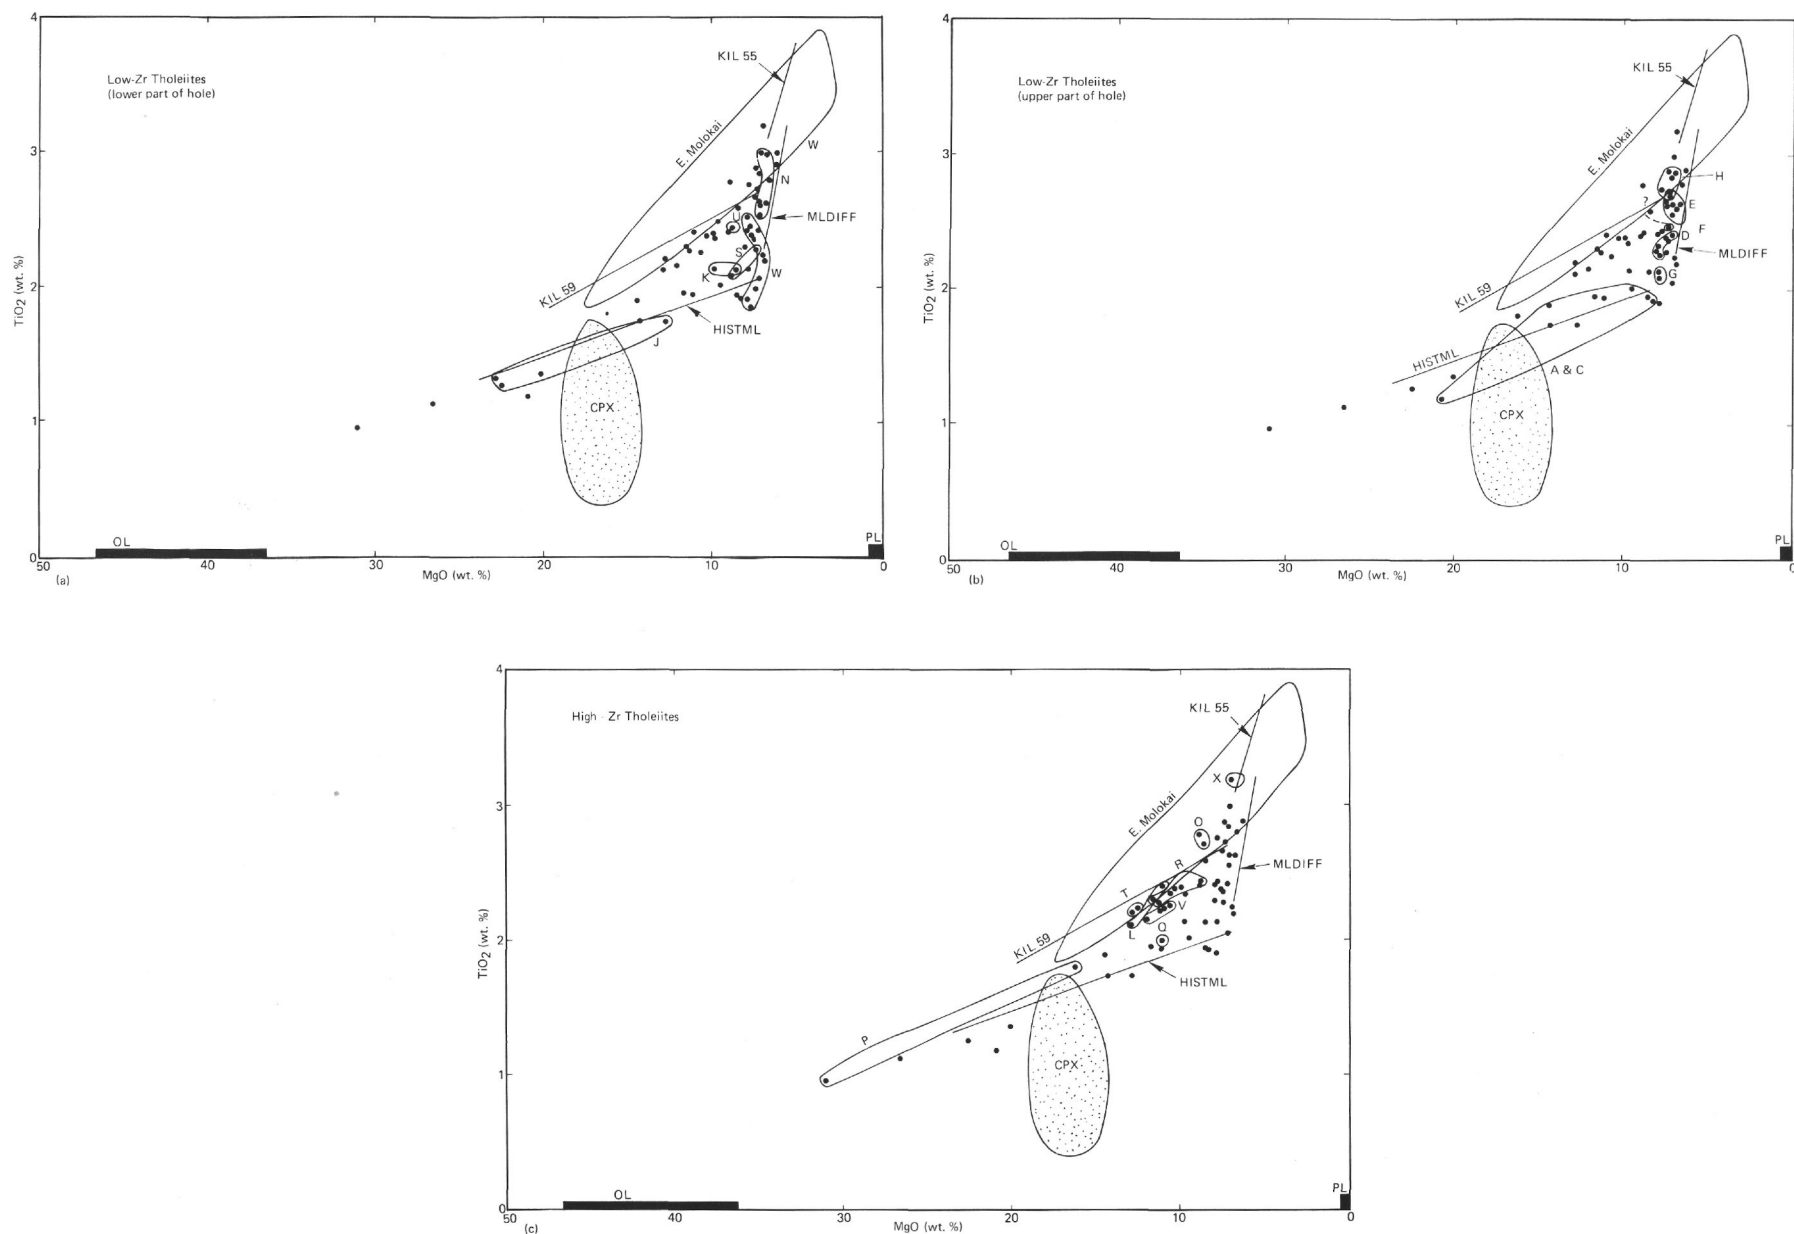 4
KIL 55
Low-Zr Tholeiites
(lower part of hole)
3
E. Molokai
W
N
U
MLDIFF
S
TiO2 (wt. %)
K
W
2
KIL 59
HISTML
J
CPX
1
OL
PL
0
50
40
30
20
10
0
(a)
MgO (wt. %)
4
KIL 55
Low-Zr Tholeiites
(upper part of hole)
3
E. Molokai
H
?
E
F
D
MLDIFF
TiO2 (wt. %)
G
2
KIL 59
HISTML
A & C
CPX
1
OL
PL
0
50
40
30
20
10
0
(b)
MgO (wt. %)
4
KIL 55
High - Zr Tholeiites
X
3
E. Molokai
O
R
MLDIFF
T
V
L
Q
TiO2 (wt. %)
KIL 59
2
HISTML
P
CPX
1
OL
PL
0
50
40
30
20
10
0
(c)
MgO (wt. %)